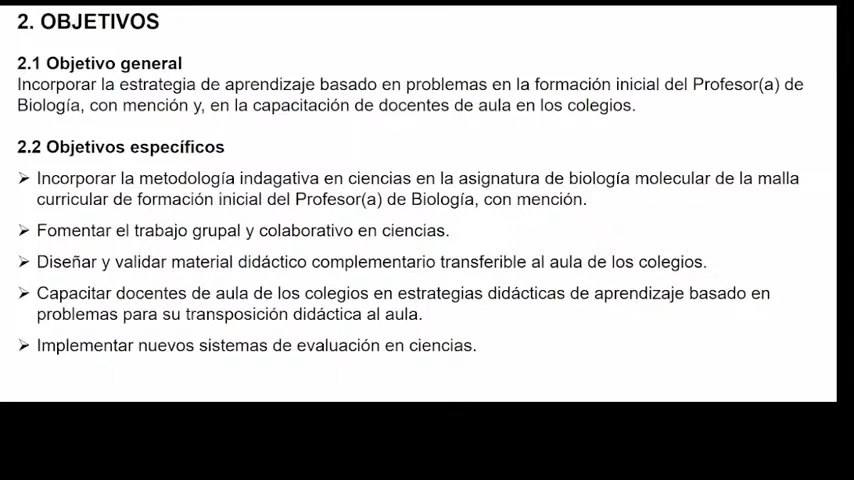 2. OBJETIVOS
2.1 Objetivo general
Incorporar la estrategia de aprendizaje basado en problemas en la formación inicial del Profesor(a) de
Biología, con mención y, en la capacitación de docentes de aula en los colegios.
2.2 Objetivos específicos
➢ Incorporar la metodología indagativa en ciencias en la asignatura de biología molecular de la malla
curricular de formación inicial del Profesor(a) de Biología, con mención.
➢ Fomentar el trabajo grupal y colaborativo en ciencias.
➢ Diseñar y validar material didáctico complementario transferible al aula de los colegios.
➢ Capacitar docentes de aula de los colegios en estrategias didácticas de aprendizaje basado en
problemas para su transposición didáctica al aula.
➢ Implementar nuevos sistemas de evaluación en ciencias.